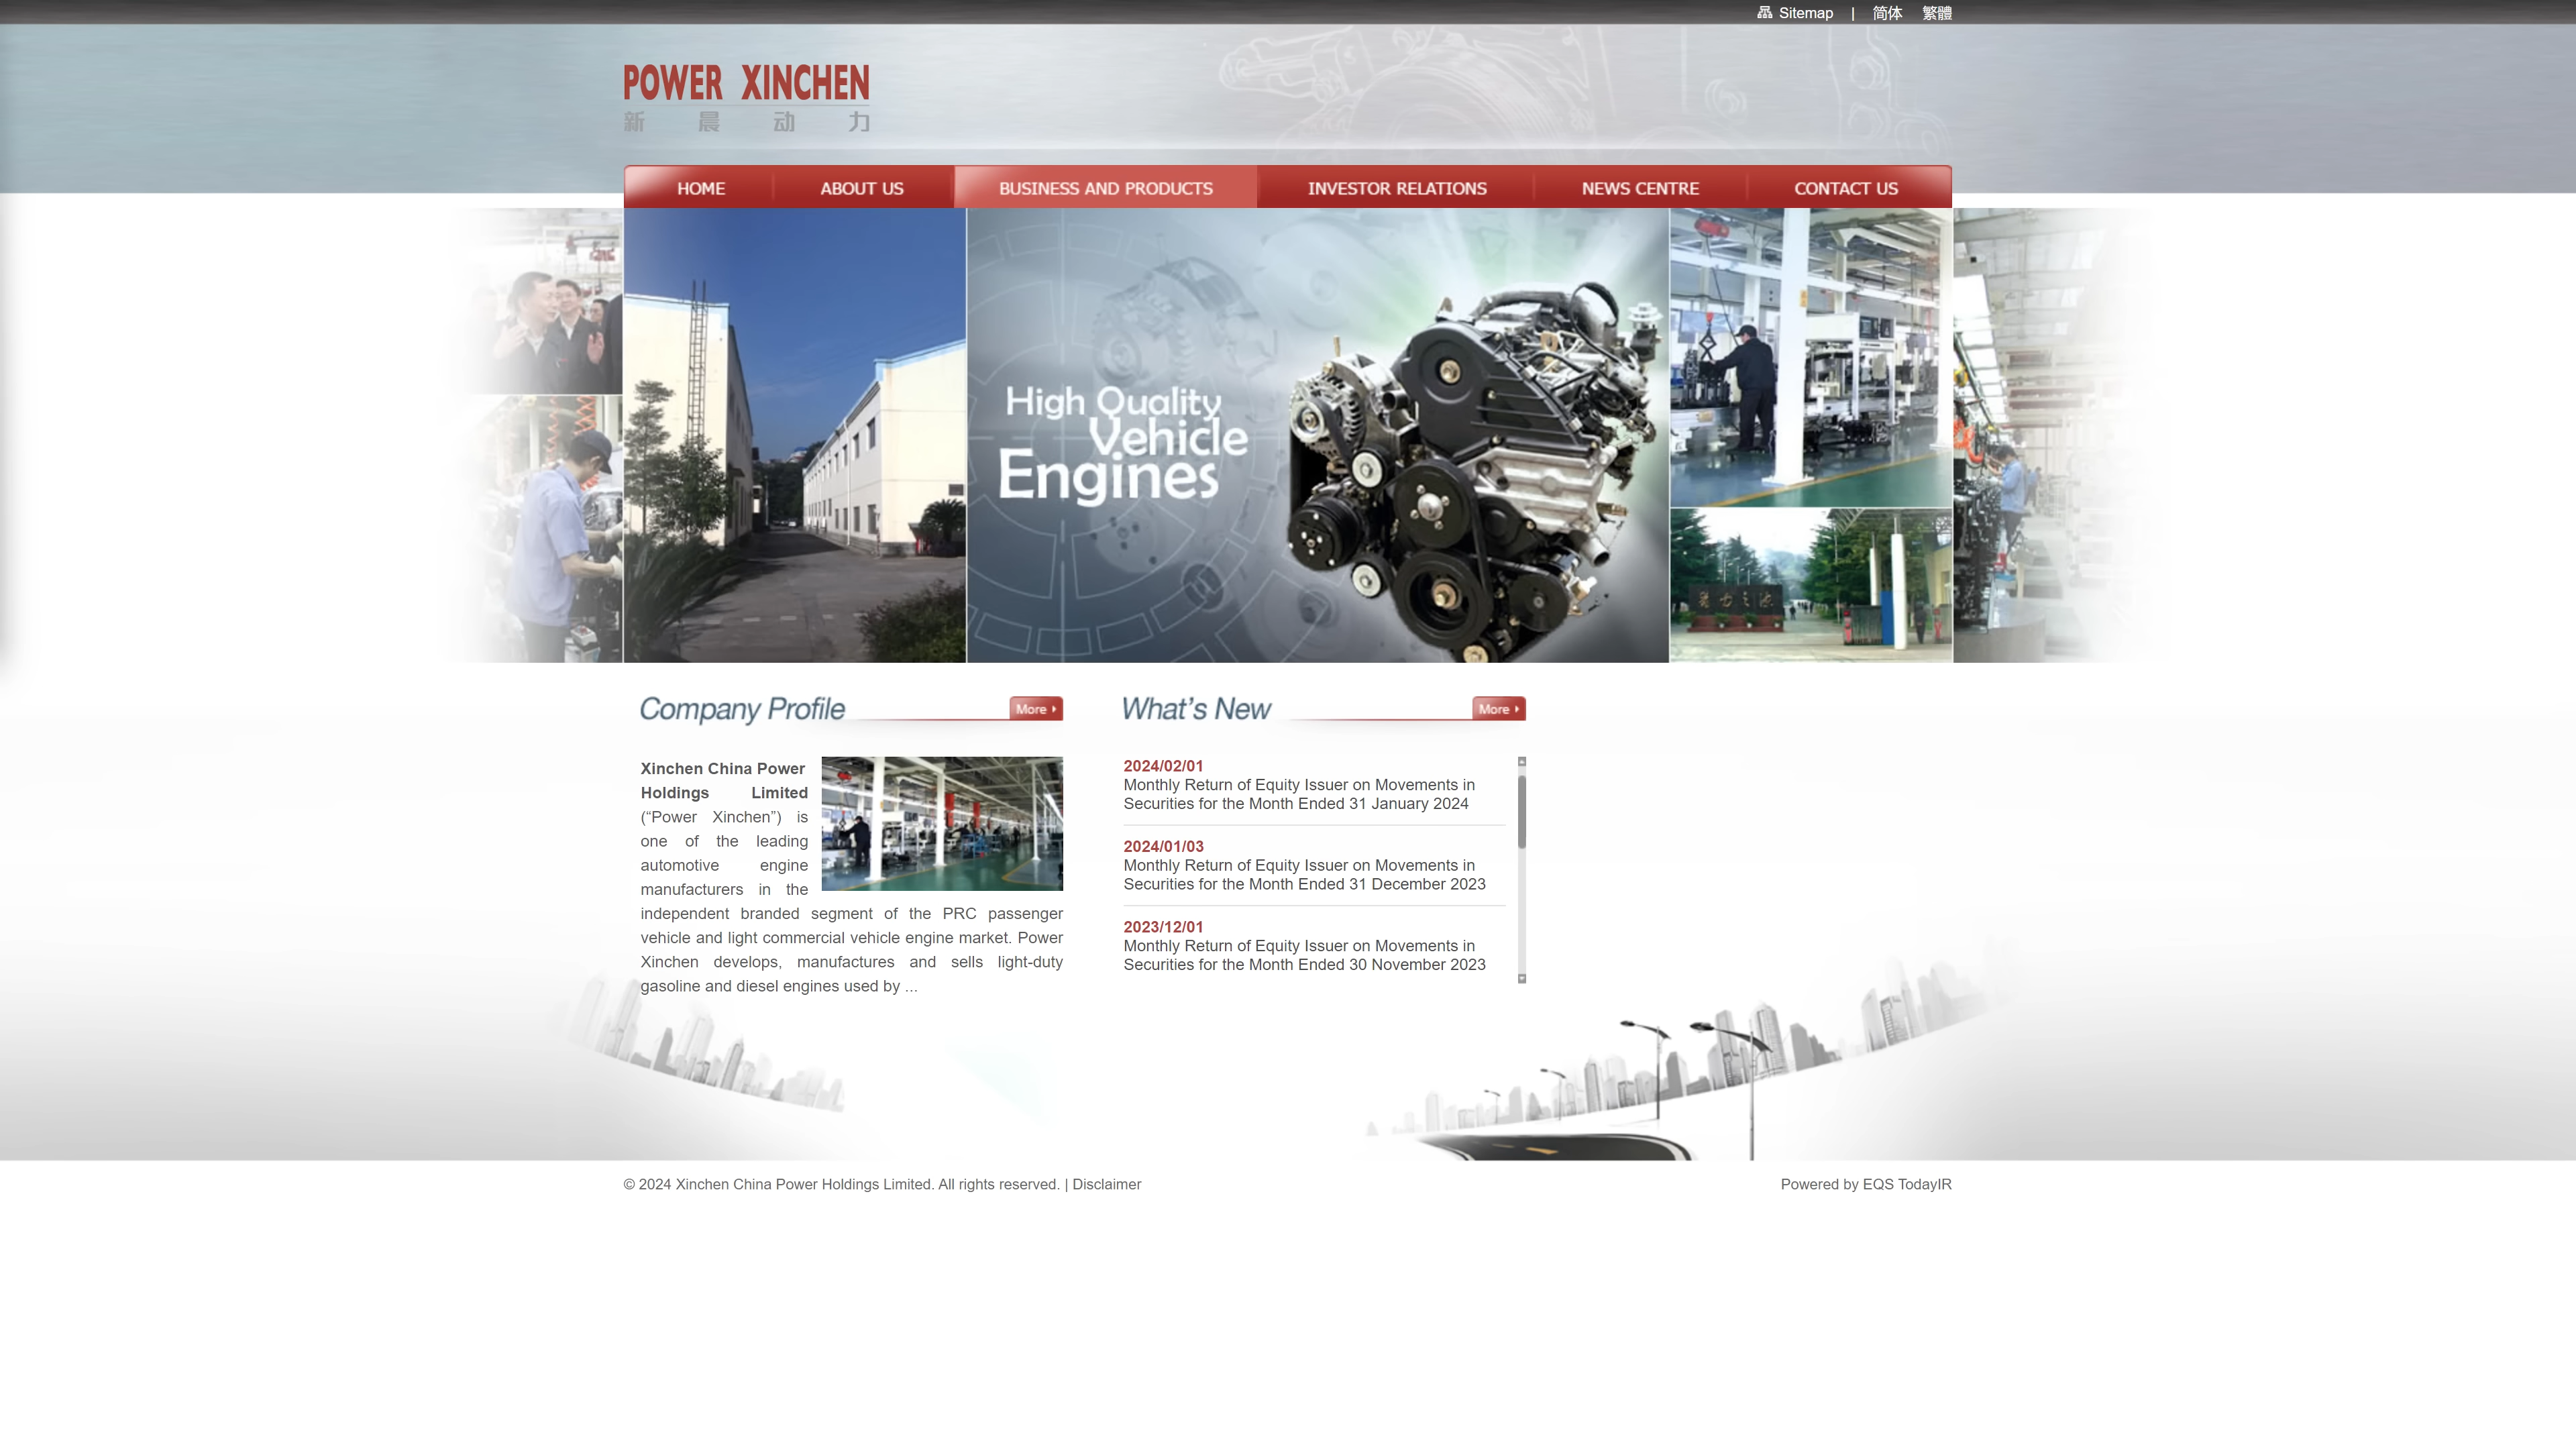 Sitemap | 简体 繁體
POWER XINCHEN
新晨动力
HOME ABOUT US BUSINESS AND PRODUCTS INVESTOR RELATIONS NEWS CENTRE CONTACT US
High Quality
Vehicle
Engines
Company Profile
More
Xinchen China Power
Holdings Limited
(“Power Xinchen”) is
one of the leading
automotive engine
manufacturers in the
independent branded segment of the PRC passenger
vehicle and light commercial vehicle engine market. Power
Xinchen develops, manufactures and sells light-duty
gasoline and diesel engines used by ...
What's New
More
2024/02/01
Monthly Return of Equity Issuer on Movements in
Securities for the Month Ended 31 January 2024
2024/01/03
Monthly Return of Equity Issuer on Movements in
Securities for the Month Ended 31 December 2023
2023/12/01
Monthly Return of Equity Issuer on Movements in
Securities for the Month Ended 30 November 2023
© 2024 Xinchen China Power Holdings Limited. All rights reserved. | Disclaimer
Powered by EQS TodayIR